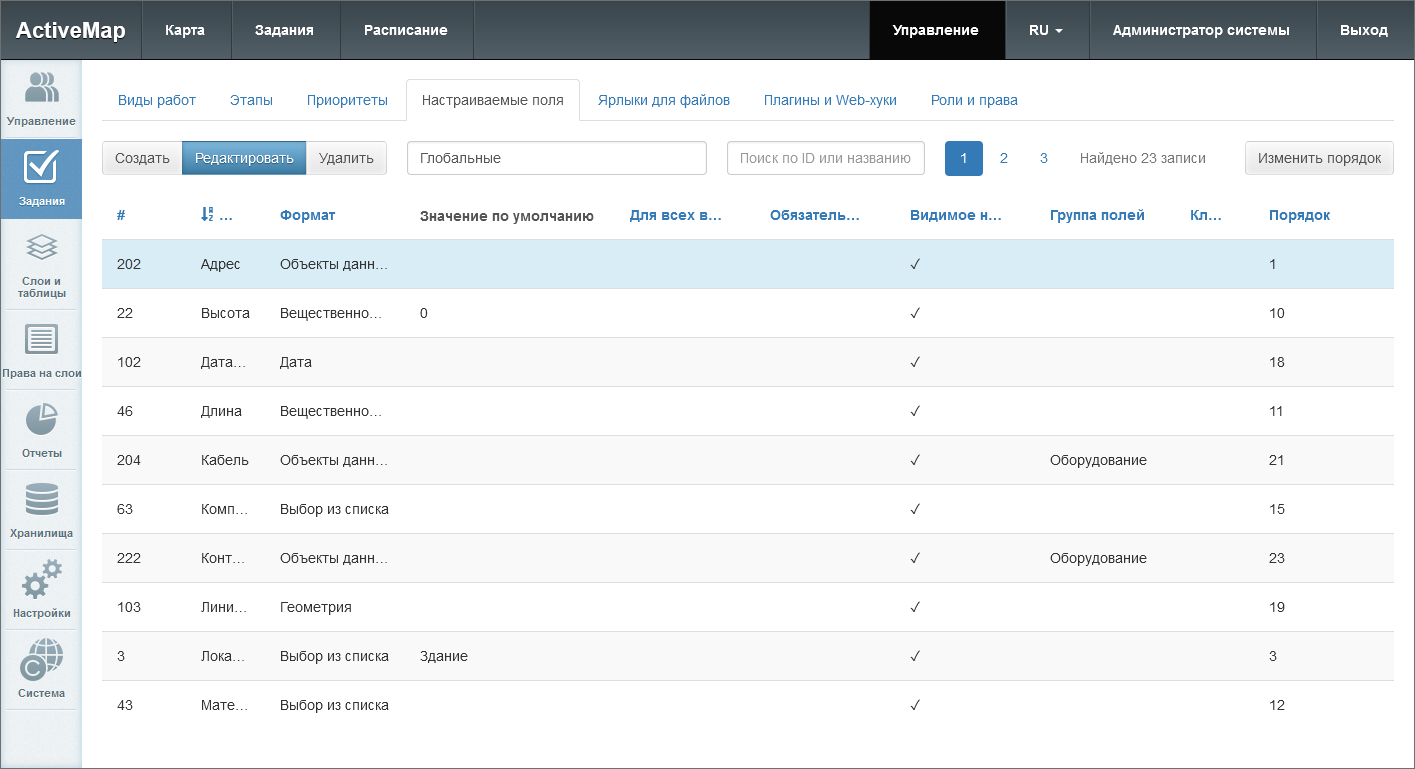 ActiveMap Карта Задания Расписание Управление RU Администратор системы Выход
Управление
Задания
Слои и
таблицы
Права на слои
Отчеты
Хранилища
Настройки
Система
Виды работ Этапы Приоритеты Настраиваемые поля Ярлыки для файлов Плагины и Web-хуки Роли и права
Создать Редактировать Удалить Глобальные Поиск по ID или названию 1 2 3 Найдено 23 записи Изменить порядок
# ... Формат Значение по умолчанию Для всех в... Обязатель... Видимое н... Группа полей Кл... Порядок
202 Адрес Объекты данн... ✓ 1
22 Высота Вещественно... 0 ✓ 10
102 Дата... Дата ✓ 18
46 Длина Вещественно... ✓ 11
204 Кабель Объекты данн... ✓ Оборудование 21
63 Комп... Выбор из списка ✓ 15
222 Конт... Объекты данн... ✓ Оборудование 23
103 Лини... Геометрия ✓ 19
3 Лока... Выбор из списка Здание ✓ 3
43 Мате... Выбор из списка ✓ 12